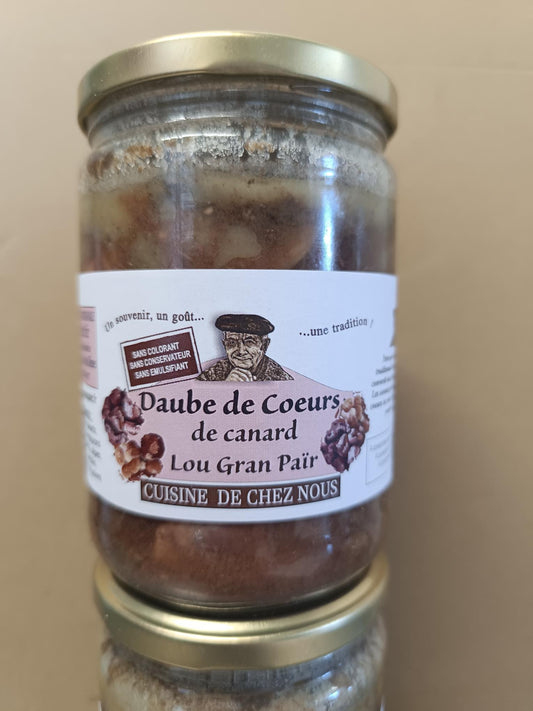 Un souvenir, un goût...
...une tradition !
SANS COLORANT
SANS CONSERVATEUR
SANS EMULSIFIANT
Daube de Coeurs
de canard
Lou Gran Païr
CUISINE DE CHEZ NOUS